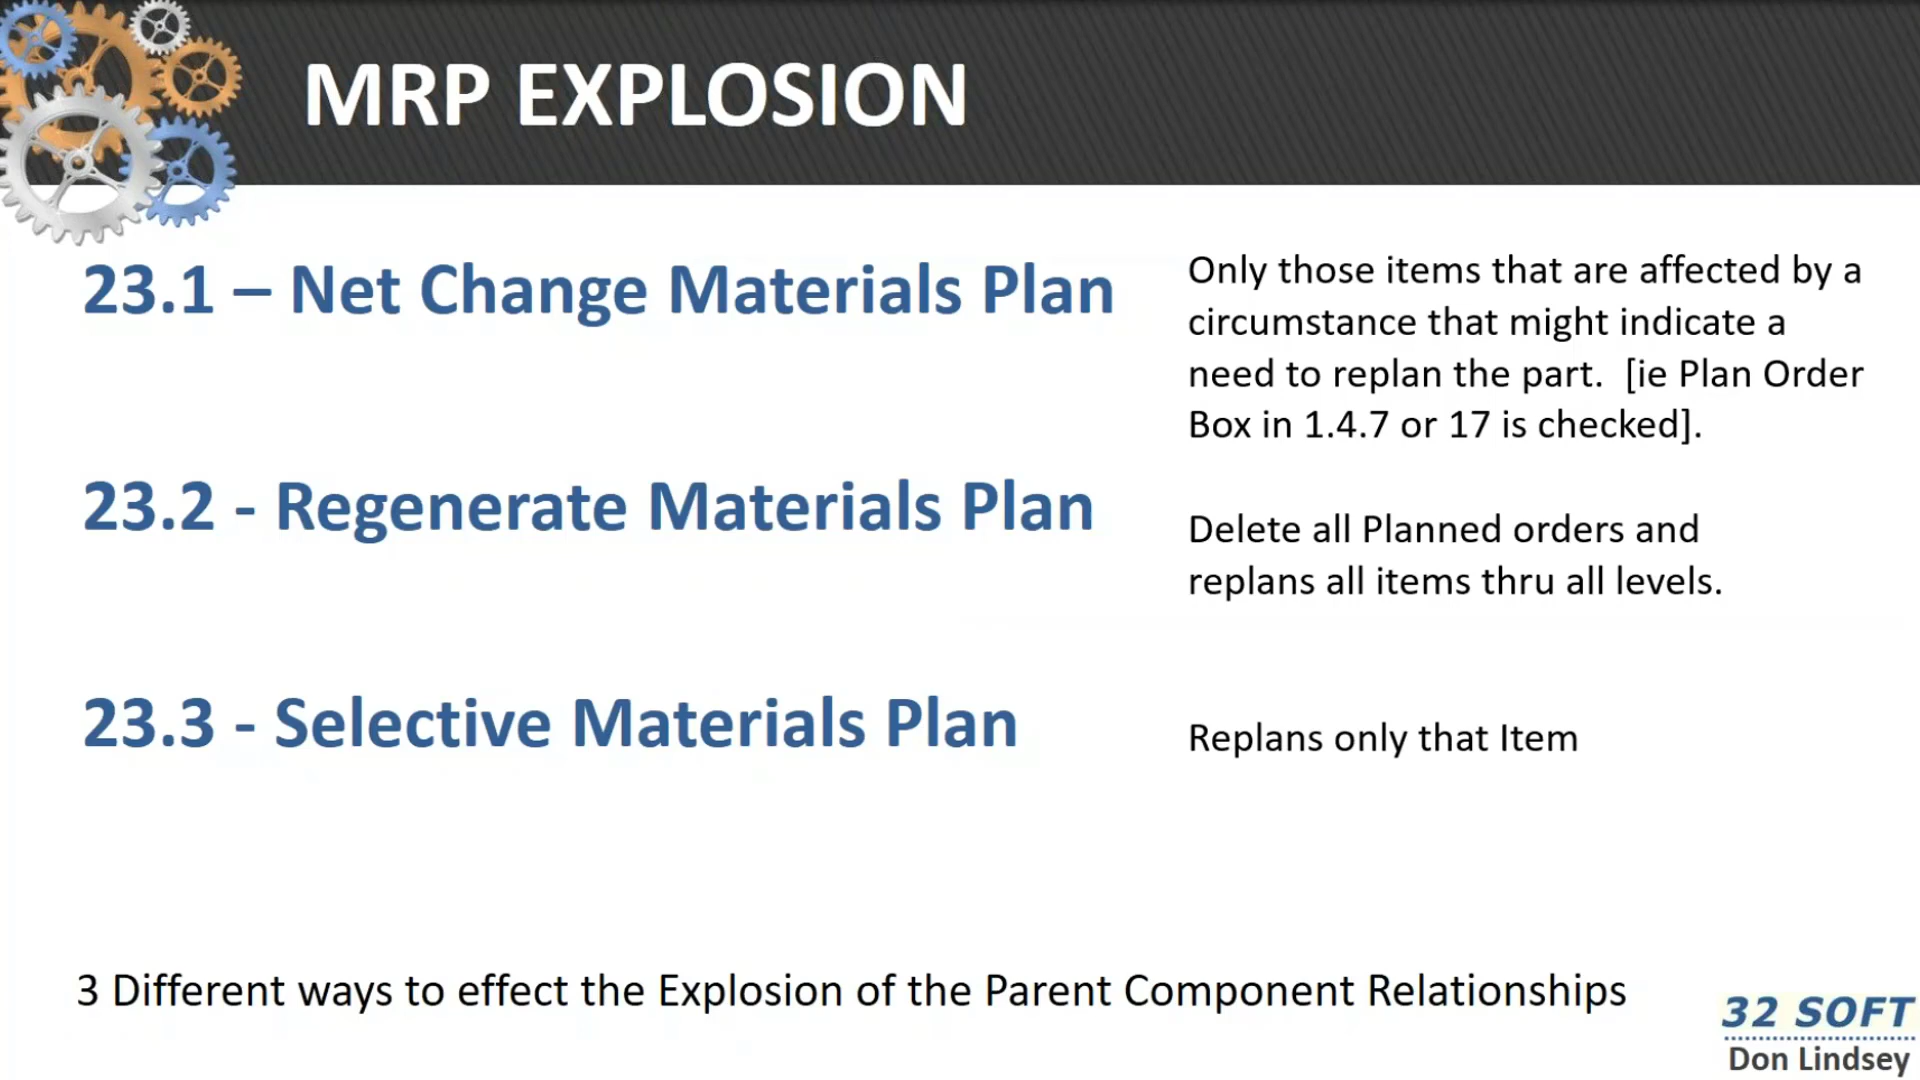 MRP EXPLOSION
23.1 – Net Change Materials Plan
Only those items that are affected by a
circumstance that might indicate a
need to replan the part.  [ie Plan Order
Box in 1.4.7 or 17 is checked].
23.2 - Regenerate Materials Plan
Delete all Planned orders and
replans all items thru all levels.
23.3 - Selective Materials Plan
Replans only that Item
3 Different ways to effect the Explosion of the Parent Component Relationships
32 SOFT
Don Lindsey